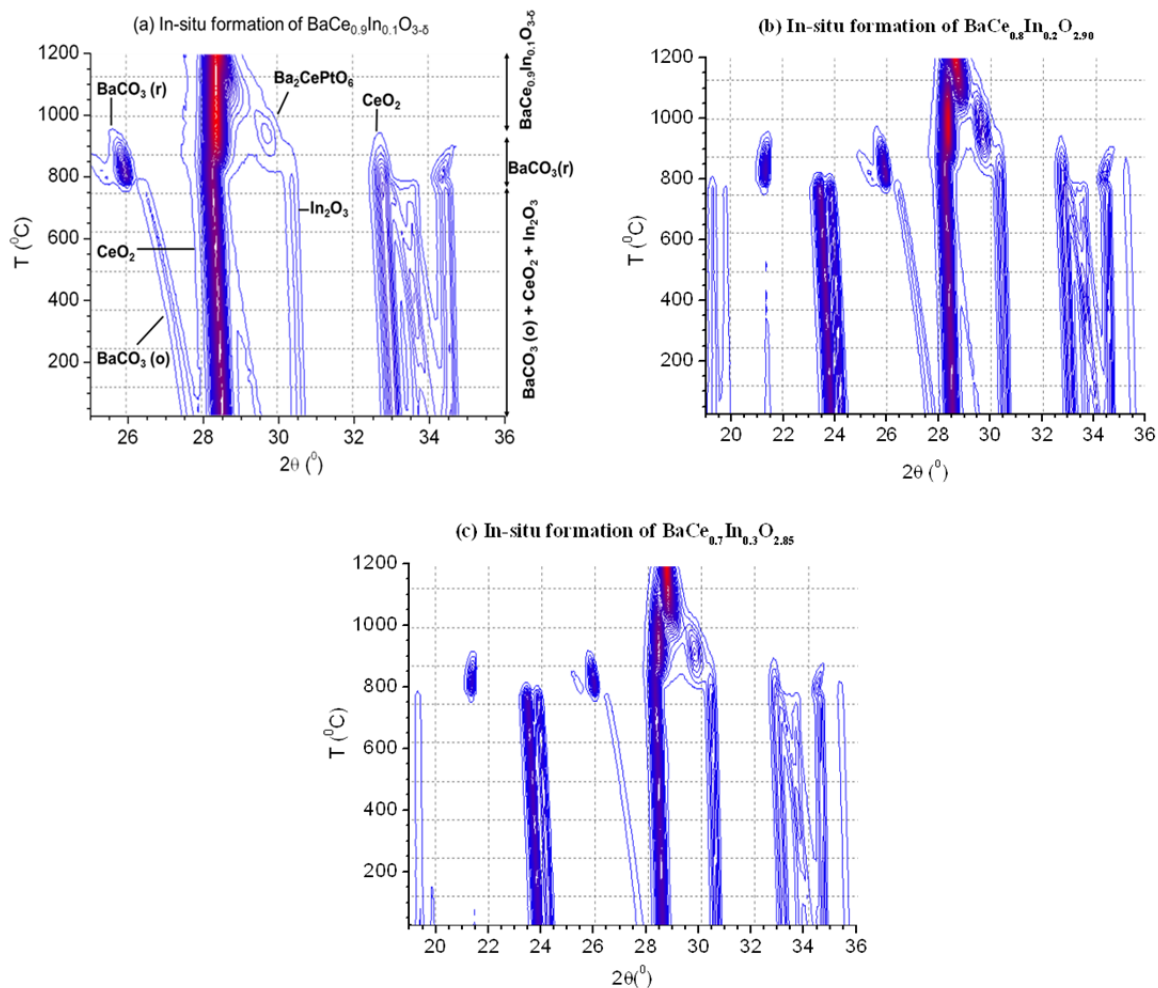 (a) In-situ formation of BaCe0.9In0.1O3-δ
T (⁰C)
1200
1000
800
600
400
200
BaCO3 (r)
Ba2CePtO6
CeO2
In2O3
CeO2
BaCO3 (o)
BaCe0.9In0.1O3-δ
BaCO3(r)
BaCO3 (o) + CeO2 + In2O3
26 28 30 32 34 36
2θ (⁰)
(b) In-situ formation of BaCe0.8In0.2O2.90
T (⁰C)
1200
1000
800
600
400
200
20 22 24 26 28 30 32 34 36
2θ (⁰)
(c) In-situ formation of BaCe0.7In0.3O2.85
T (⁰C)
1200
1000
800
600
400
200
20 22 24 26 28 30 32 34 36
2θ(⁰)